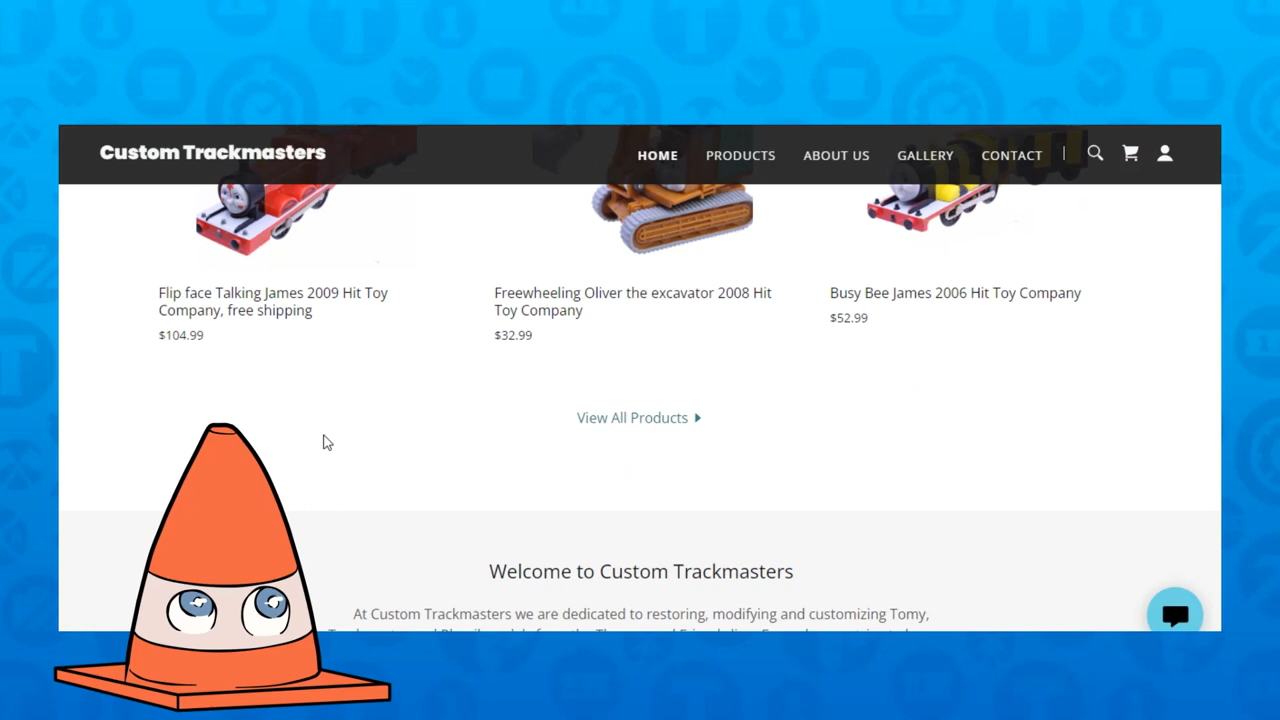 Custom Trackmasters
HOME PRODUCTS ABOUT US GALLERY CONTACT
Flip face Talking James 2009 Hit Toy
Company, free shipping
$104.99
Freewheeling Oliver the excavator 2008 Hit
Toy Company
$32.99
Busy Bee James 2006 Hit Toy Company
$52.99
View All Products
Welcome to Custom Trackmasters
At Custom Trackmasters we are dedicated to restoring, modifying and customizing Tomy,